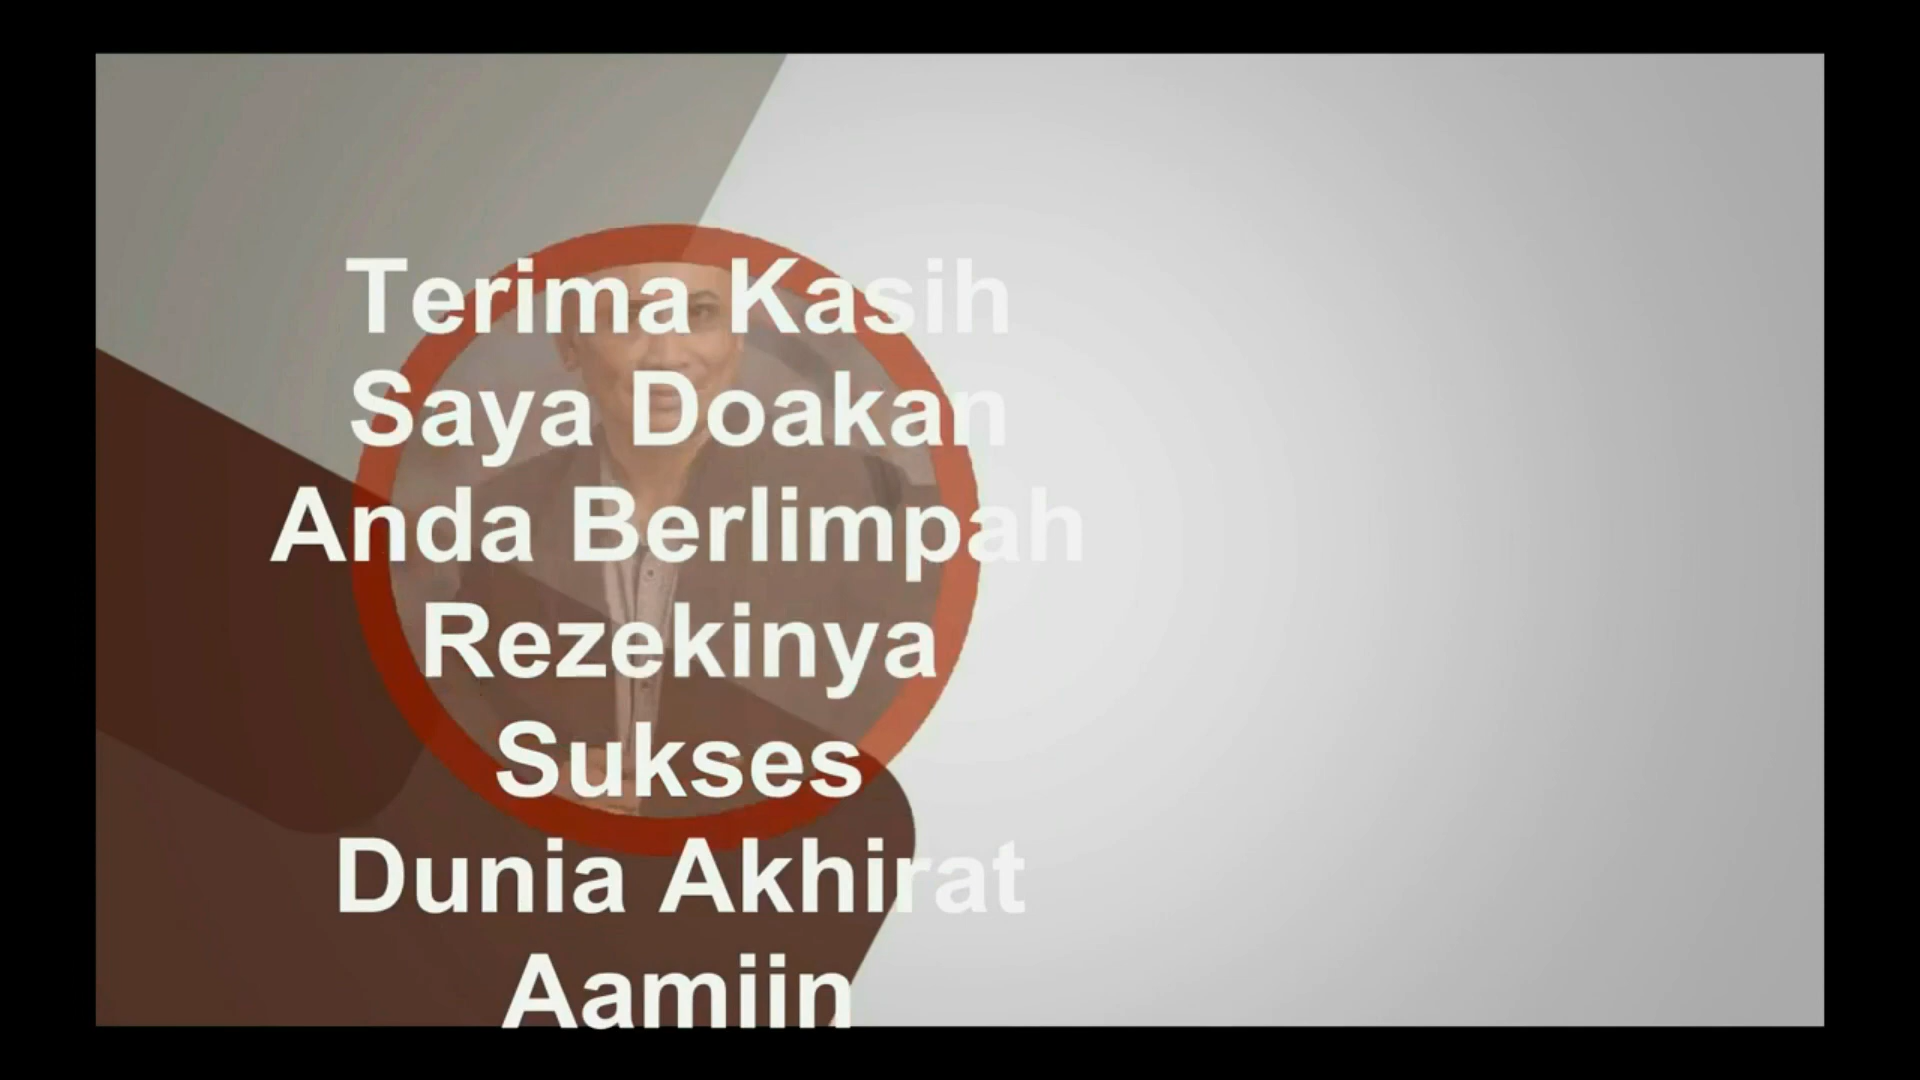 Terima Kasih
Saya Doakan
Anda Berlimpah
Rezekinya
Sukses
Dunia Akhirat
Aamiin